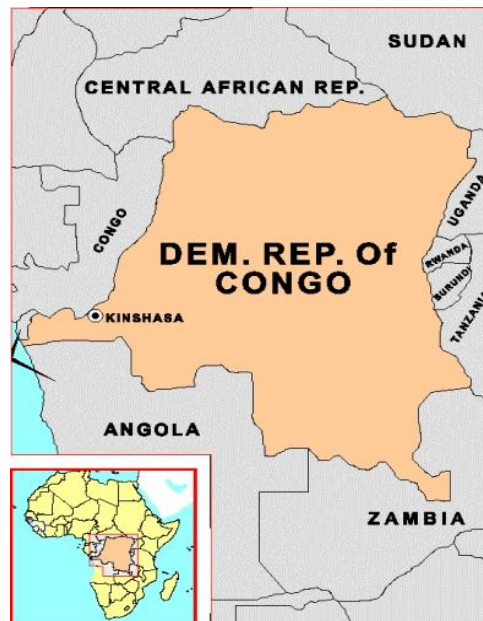 SUDAN
CENTRAL AFRICAN REP.
UGANDA
CONGO
DEM. REP. Of
CONGO
RWANDA
BURUNDI
KINSHASA
TANZANIA
ANGOLA
ZAMBIA